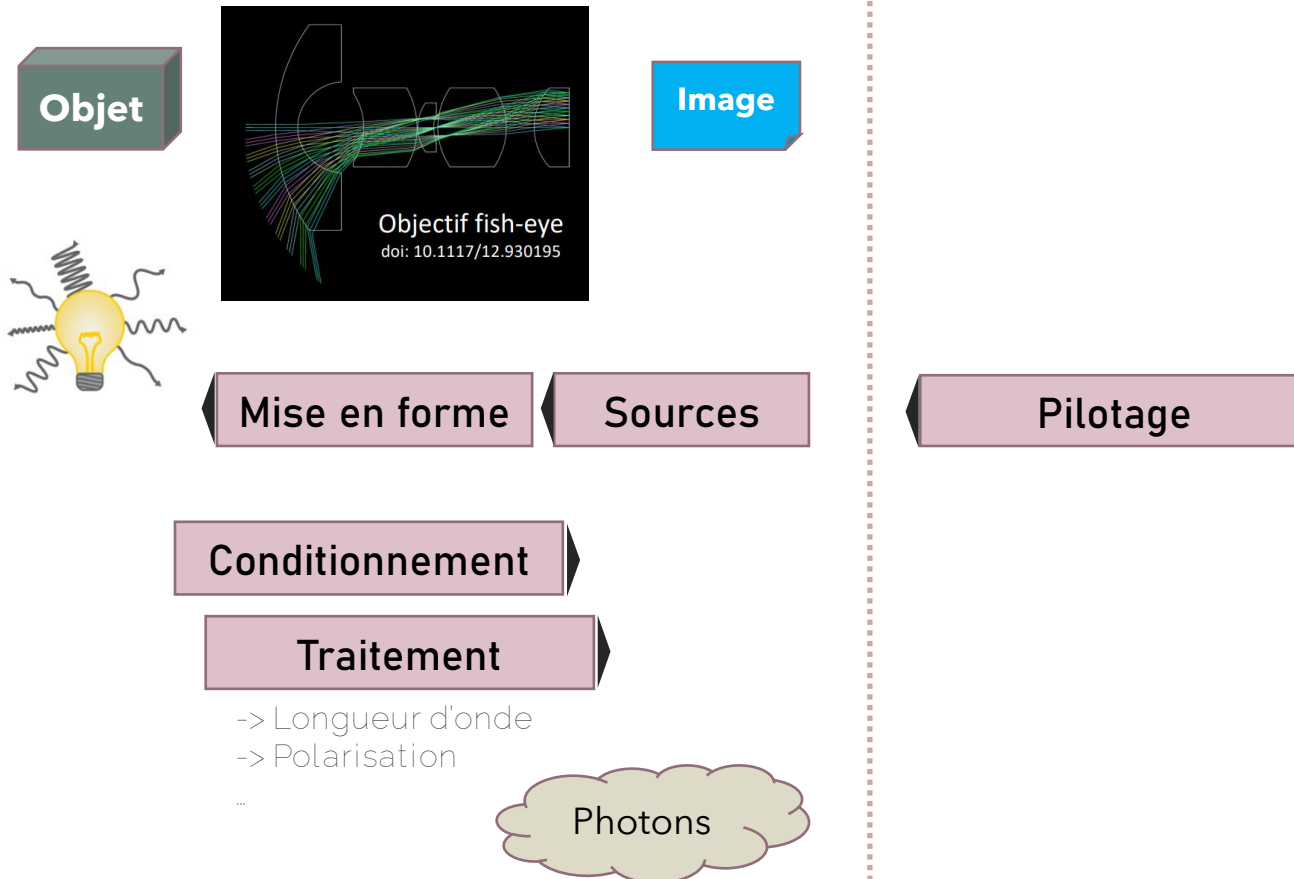 Objet
Image
Objectif fish-eye
doi: 10.1117/12.930195
Mise en forme
Sources
Pilotage
Conditionnement
Traitement
-> Longueur d'onde
-> Polarisation
...
Photons